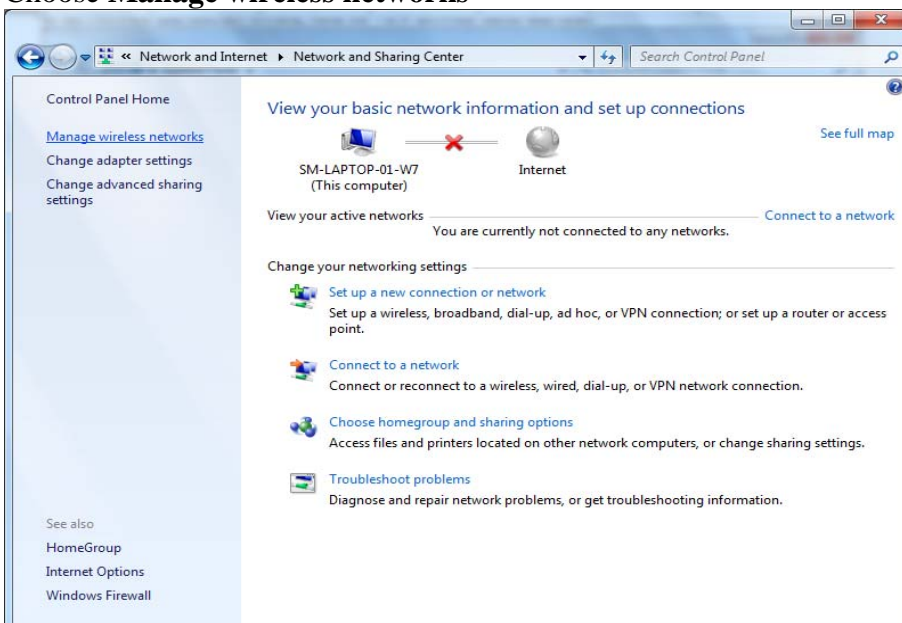 Choose Manage wireless networks
« Network and Internet ▸ Network and Sharing Center
Search Control Panel
Control Panel Home
Manage wireless networks
Change adapter settings
Change advanced sharing
settings
See also
HomeGroup
Internet Options
Windows Firewall
View your basic network information and set up connections
See full map
SM-LAPTOP-01-W7
(This computer)
Internet
View your active networks
Connect to a network
You are currently not connected to any networks.
Change your networking settings
Set up a new connection or network
Set up a wireless, broadband, dial-up, ad hoc, or VPN connection; or set up a router or access
point.
Connect to a network
Connect or reconnect to a wireless, wired, dial-up, or VPN network connection.
Choose homegroup and sharing options
Access files and printers located on other network computers, or change sharing settings.
Troubleshoot problems
Diagnose and repair network problems, or get troubleshooting information.